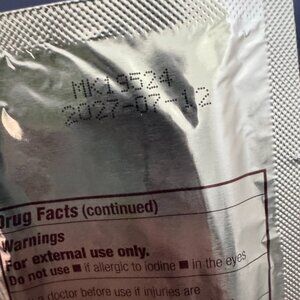 MK19524
2027-07-12
Drug Facts (continued)
Warnings
For external use only.
Do not use ■ if allergic to iodine ■ in the eyes
a doctor before use if injuries are